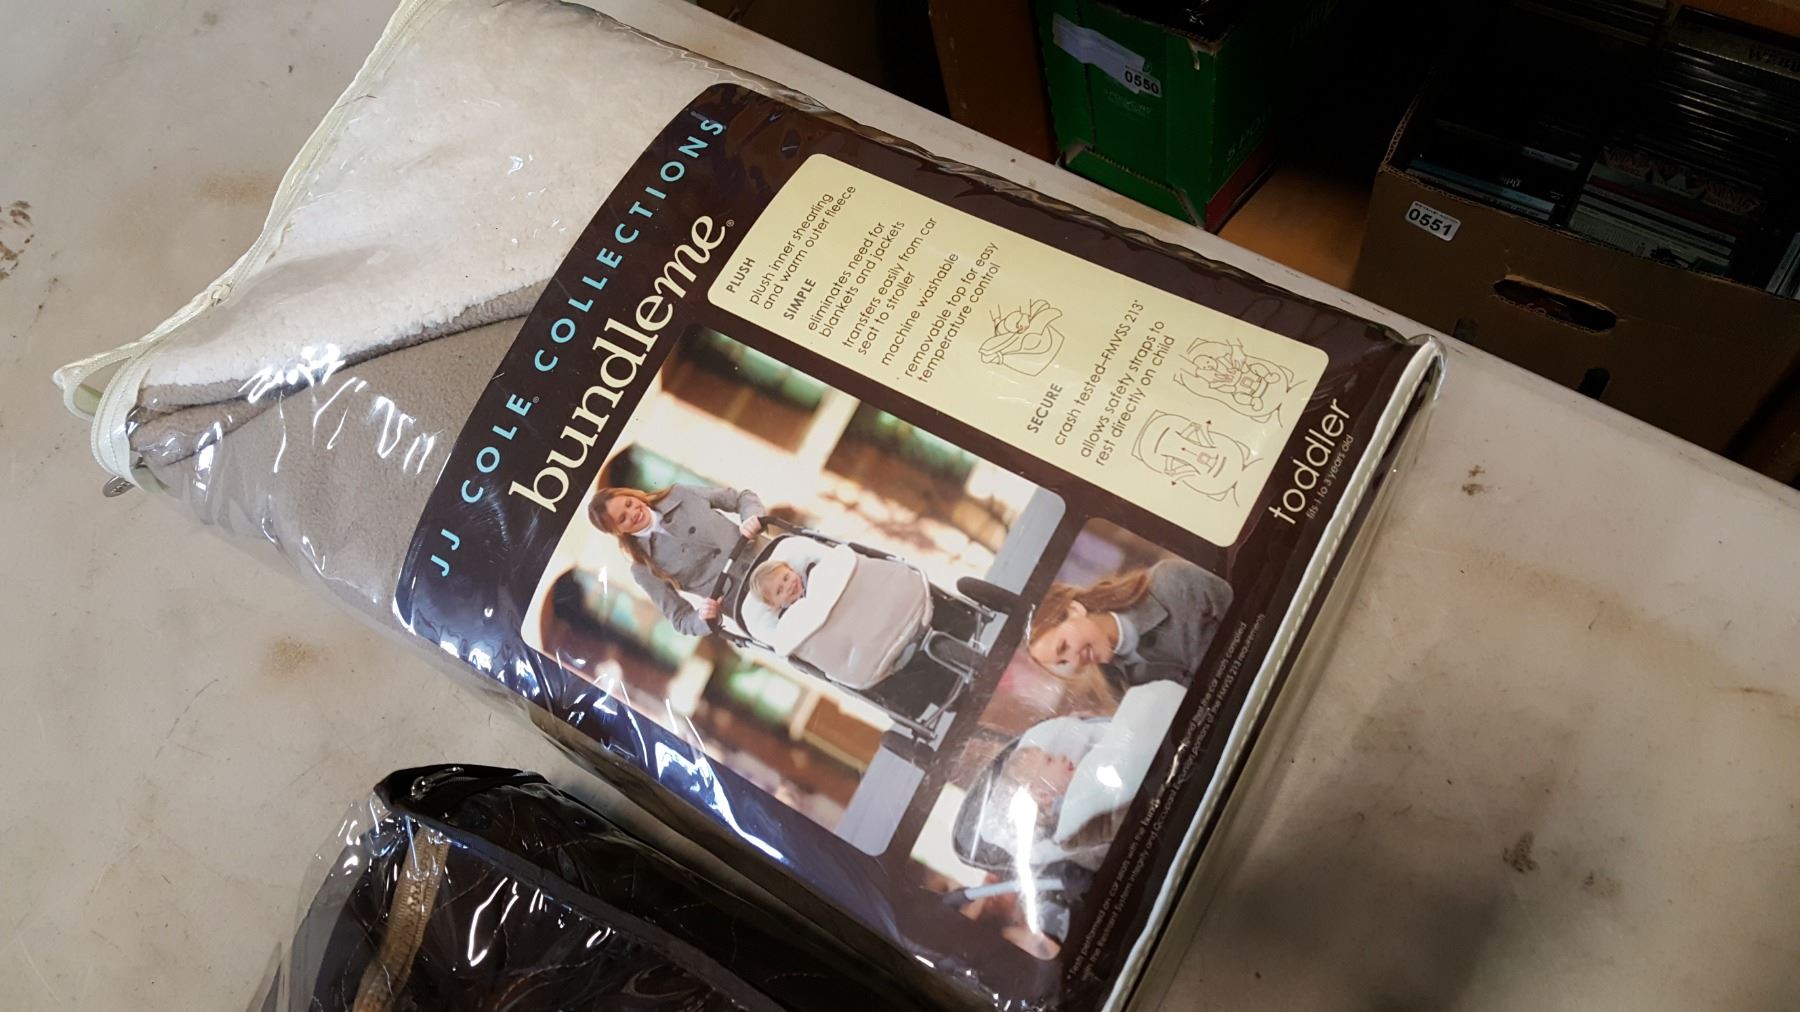 JJ COLE® COLLECTIONS
bundleme®
PLUSH
plush inner shearling
and warm outer fleece
SIMPLE
eliminates need for
blankets and jackets
transfers easily from car
seat to stroller
machine washable
removable top for easy
temperature control
SECURE
crash tested–FMVSS 213*
allows safety straps to
rest directly on child
toddler
fits 1 to 3 years old
0550
0551